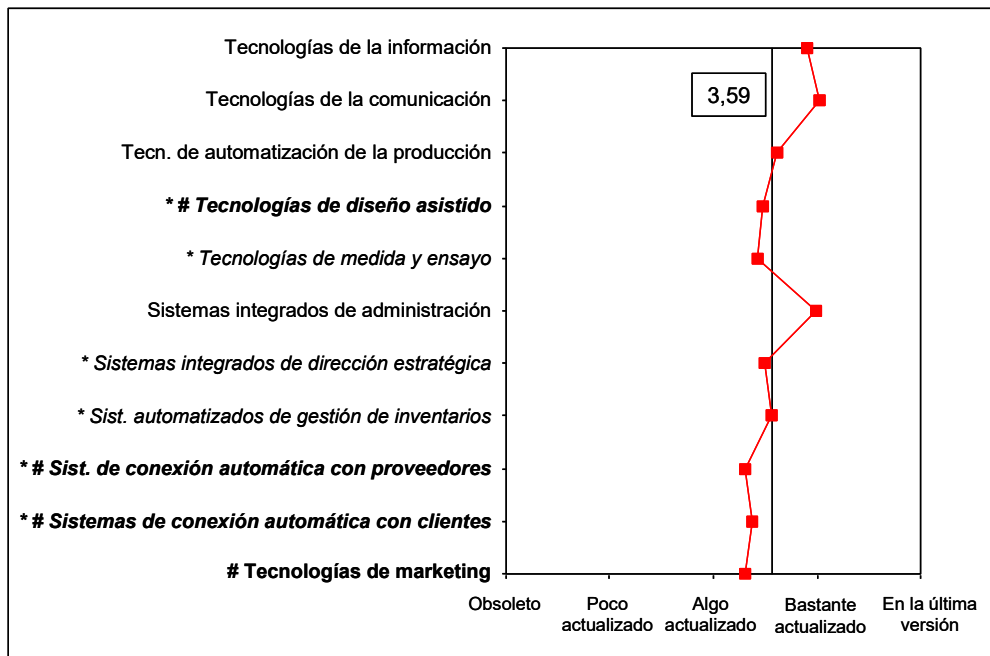 Tecnologías de la información
Tecnologías de la comunicación
3,59
Tecn. de automatización de la producción
* # Tecnologías de diseño asistido
* Tecnologías de medida y ensayo
Sistemas integrados de administración
* Sistemas integrados de dirección estratégica
* Sist. automatizados de gestión de inventarios
* # Sist. de conexión automática con proveedores
* # Sistemas de conexión automática con clientes
# Tecnologías de marketing
Obsoleto
Poco
actualizado
Algo
actualizado
Bastante
actualizado
En la última
versión